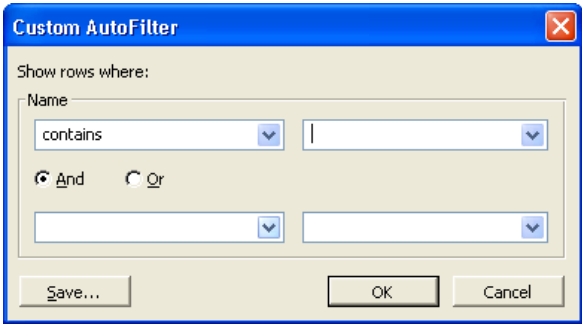 Custom AutoFilter
Show rows where:
Name
contains
And Or
Save... OK Cancel